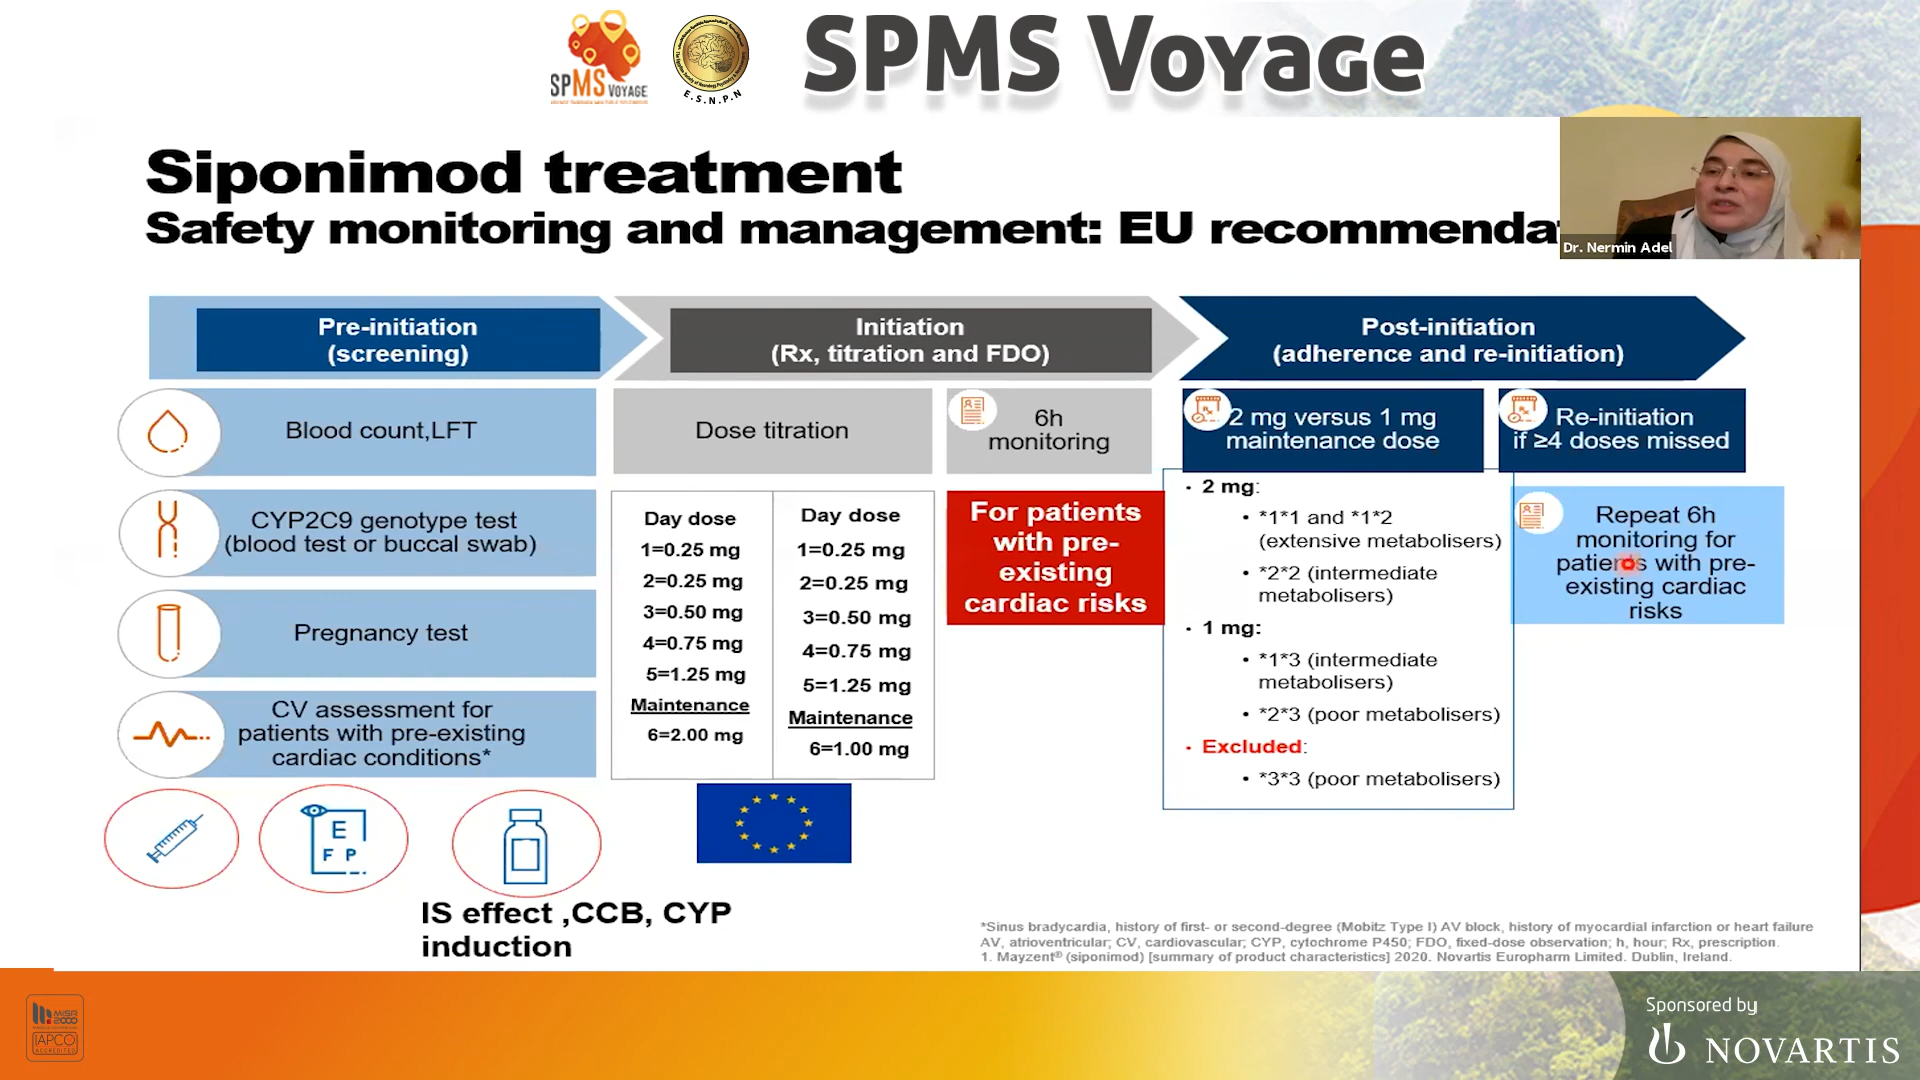 SPMS VOYAGE
E.S.N.P.N
SPMS Voyage
Siponimod treatment
Safety monitoring and management: EU recommenda
Dr. Nermin Adel
Pre-initiation
(screening)
Initiation
(Rx, titration and FDO)
Post-initiation
(adherence and re-initiation)
Blood count,LFT
CYP2C9 genotype test
(blood test or buccal swab)
Pregnancy test
CV assessment for
patients with pre-existing
cardiac conditions*
Dose titration
6h
monitoring
Day dose
1=0.25 mg
2=0.25 mg
3=0.50 mg
4=0.75 mg
5=1.25 mg
Maintenance
6=2.00 mg
Day dose
1=0.25 mg
2=0.25 mg
3=0.50 mg
4=0.75 mg
5=1.25 mg
Maintenance
6=1.00 mg
For patients
with pre-
existing
cardiac risks
2 mg versus 1 mg
maintenance dose
Re-initiation
if ≥4 doses missed
• 2 mg:
• *1*1 and *1*2
(extensive metabolisers)
• *2*2 (intermediate
metabolisers)
• 1 mg:
• *1*3 (intermediate
metabolisers)
• *2*3 (poor metabolisers)
• Excluded:
• *3*3 (poor metabolisers)
Repeat 6h
monitoring for
patients with pre-
existing cardiac
risks
E
F P
IS effect ,CCB, CYP
induction
*Sinus bradycardia, history of first- or second-degree (Mobitz Type I) AV block, history of myocardial infarction or heart failure
AV, atrioventricular; CV, cardiovascular; CYP, cytochrome P450; FDO, fixed-dose observation; h, hour; Rx, prescription.
1. Mayzent® (siponimod) [summary of product characteristics] 2020. Novartis Europharm Limited. Dublin, Ireland.
MISR
2000
IAPCO
ACCREDITED
Sponsored by
NOVARTIS